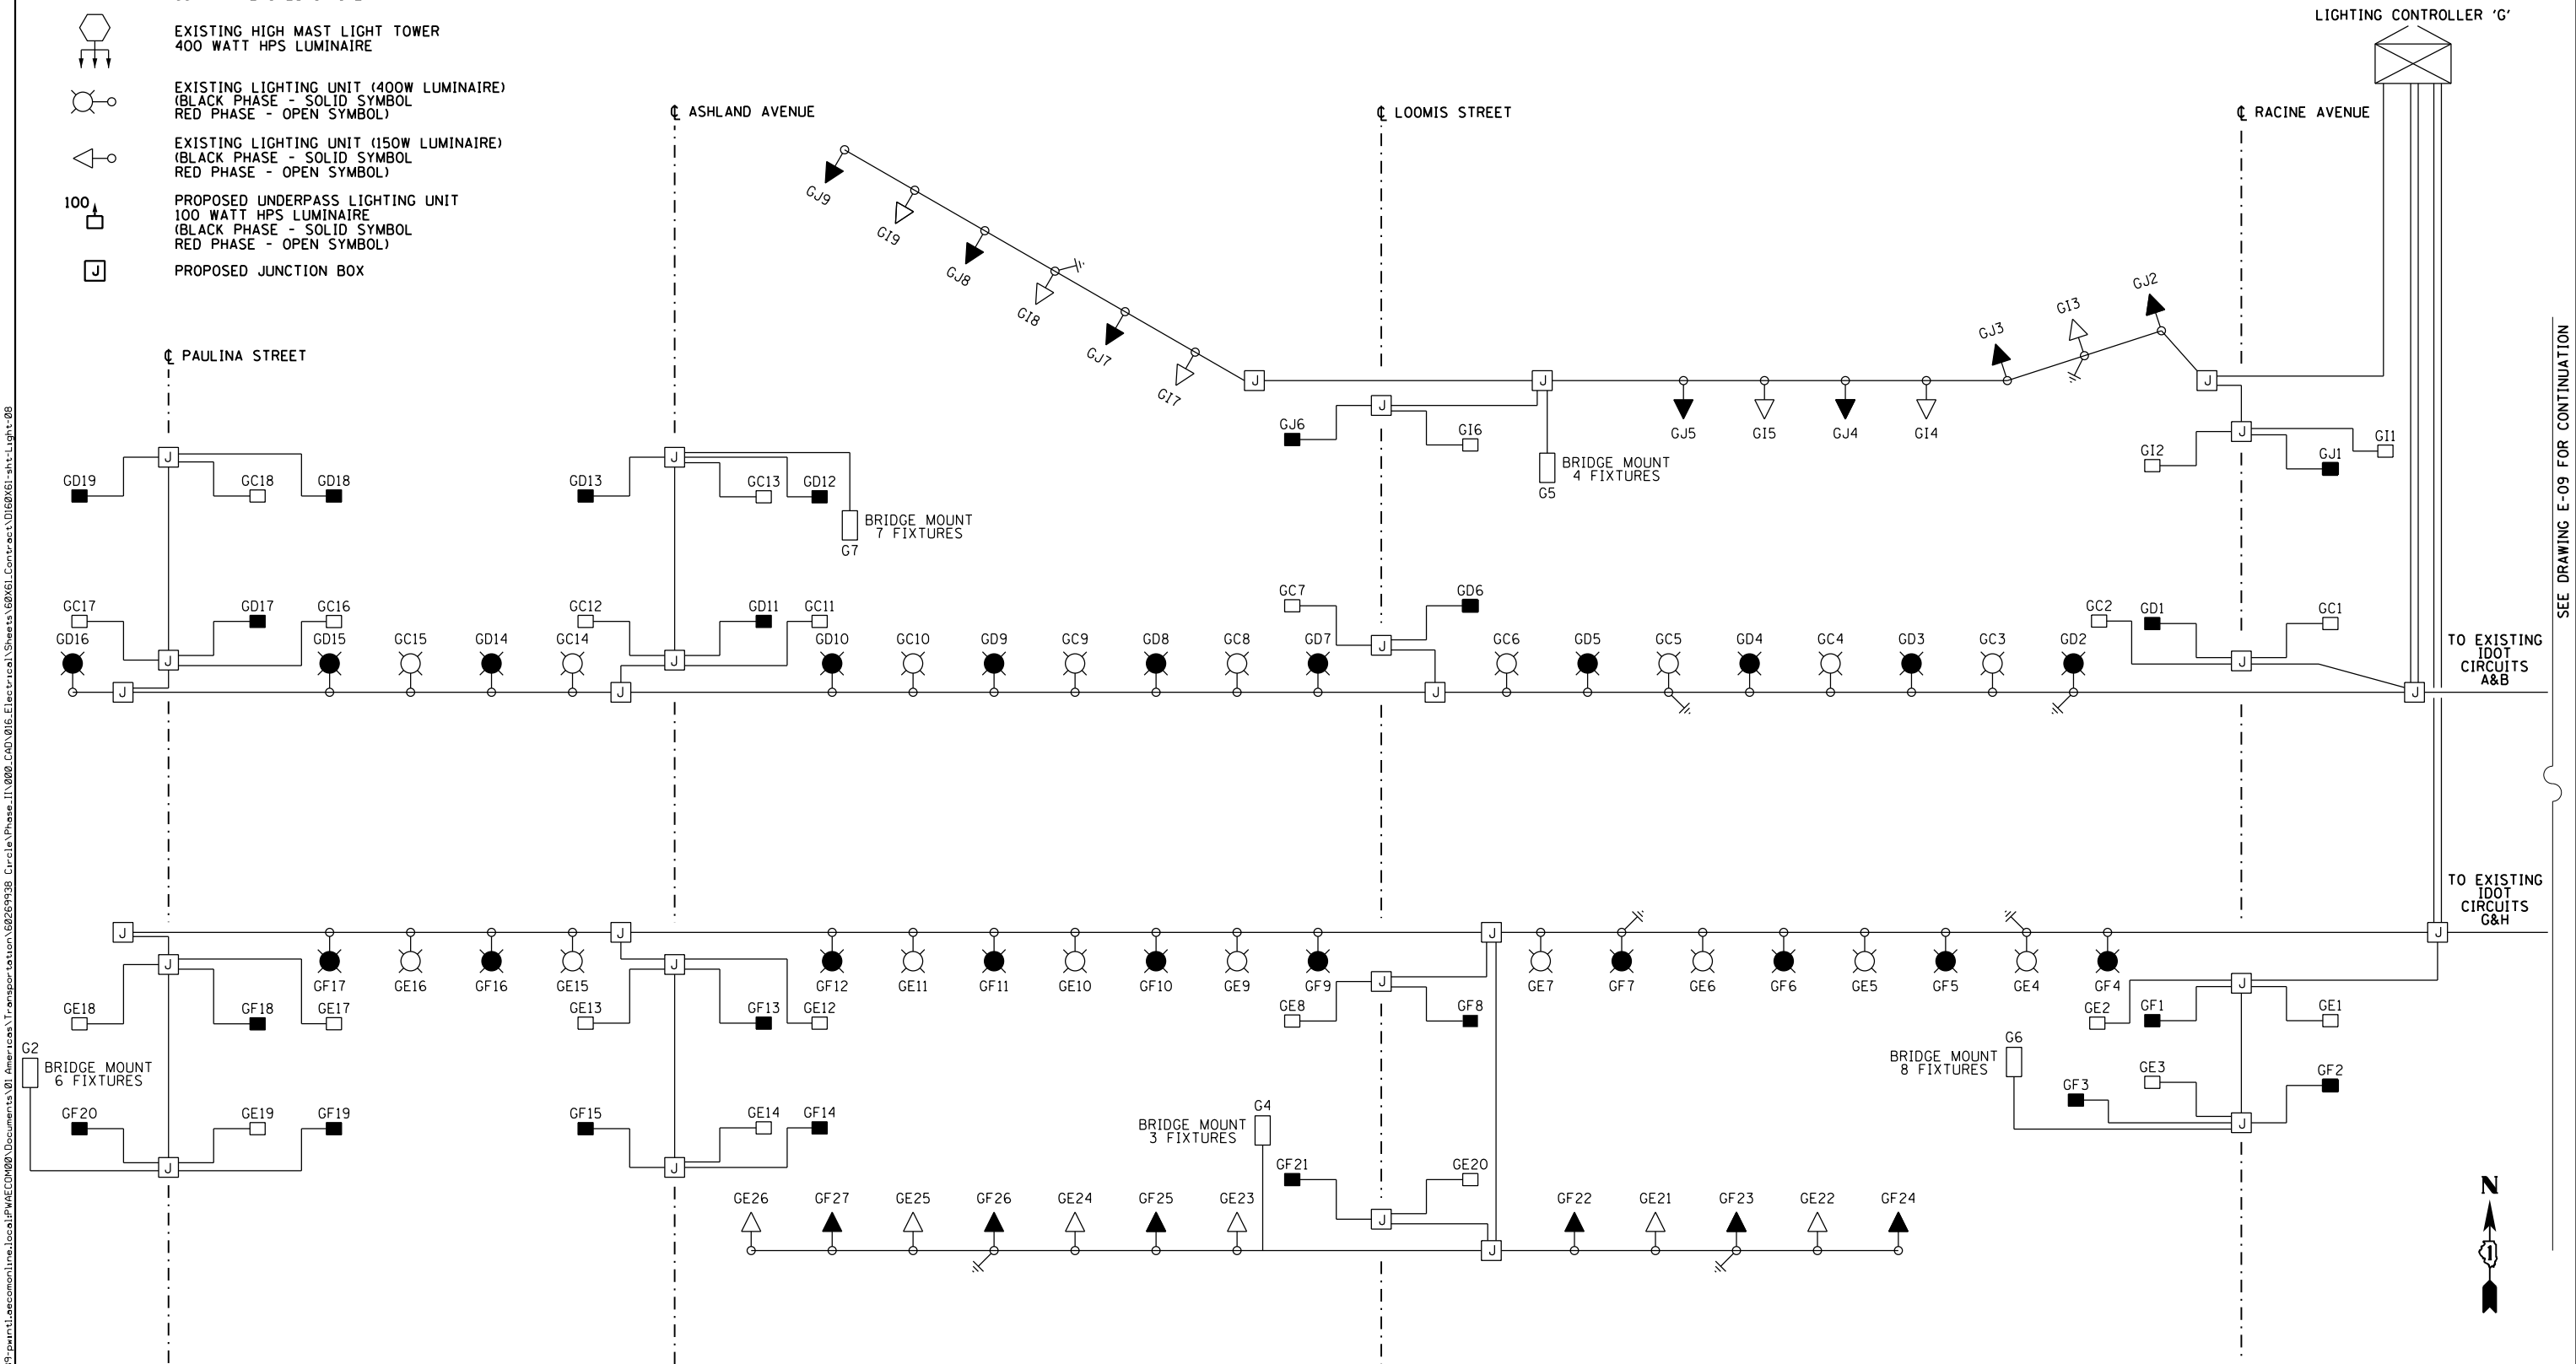 LIGHTING CONTROLLER 'G'
EXISTING HIGH MAST LIGHT TOWER
400 WATT HPS LUMINAIRE
EXISTING LIGHTING UNIT (400W LUMINAIRE)
(BLACK PHASE - SOLID SYMBOL
RED PHASE - OPEN SYMBOL)
EXISTING LIGHTING UNIT (150W LUMINAIRE)
(BLACK PHASE - SOLID SYMBOL
RED PHASE - OPEN SYMBOL)
100
PROPOSED UNDERPASS LIGHTING UNIT
100 WATT HPS LUMINAIRE
(BLACK PHASE - SOLID SYMBOL
RED PHASE - OPEN SYMBOL)
J
PROPOSED JUNCTION BOX
℄ PAULINA STREET
℄ ASHLAND AVENUE
℄ LOOMIS STREET
℄ RACINE AVENUE
GJ9
GI9
GJ8
GI8
GJ7
GI7
J
J
GJ5
GI5
GJ4
GI4
GJ3
GI3
GJ2
J
GJ6
J
GI6
BRIDGE MOUNT
4 FIXTURES
G5
GI2
J
GJ1
GI1
GD19
J
GC18
GD18
GD13
J
GC13
GD12
BRIDGE MOUNT
7 FIXTURES
G7
GC17
J
GD17
GC16
GC12
J
GD11
GC11
GC7
J
GD6
GC2
GD1
J
GC1
GD16
J
GD15
GC15
GD14
GC14
J
GD10
GC10
GD9
GC9
GD8
GC8
GD7
J
GC6
GD5
GC5
GD4
GC4
GD3
GC3
GD2
J
TO EXISTING
IDOT
CIRCUITS
A&B
SEE DRAWING E-09 FOR CONTINUATION
TO EXISTING
IDOT
CIRCUITS
G&H
J
J
GF17
GE16
GF16
GE15
J
J
GF12
GE11
GF11
GE10
GF10
GE9
GF9
J
GE7
GF7
GE6
GF6
GE5
GF5
GE4
GF4
J
GE18
GF18
GE17
GE13
GF13
GE12
GE8
J
GF8
GE2
GF1
J
GE1
G2
BRIDGE MOUNT
6 FIXTURES
G6
BRIDGE MOUNT
8 FIXTURES
GF3
GE3
J
GF2
GF20
J
GE19
GF19
GF15
J
GE14
GF14
G4
BRIDGE MOUNT
3 FIXTURES
GF21
J
GE20
GE26
GF27
GE25
GF26
GE24
GF25
GE23
J
GF22
GE21
GF23
GE22
GF24
N
1